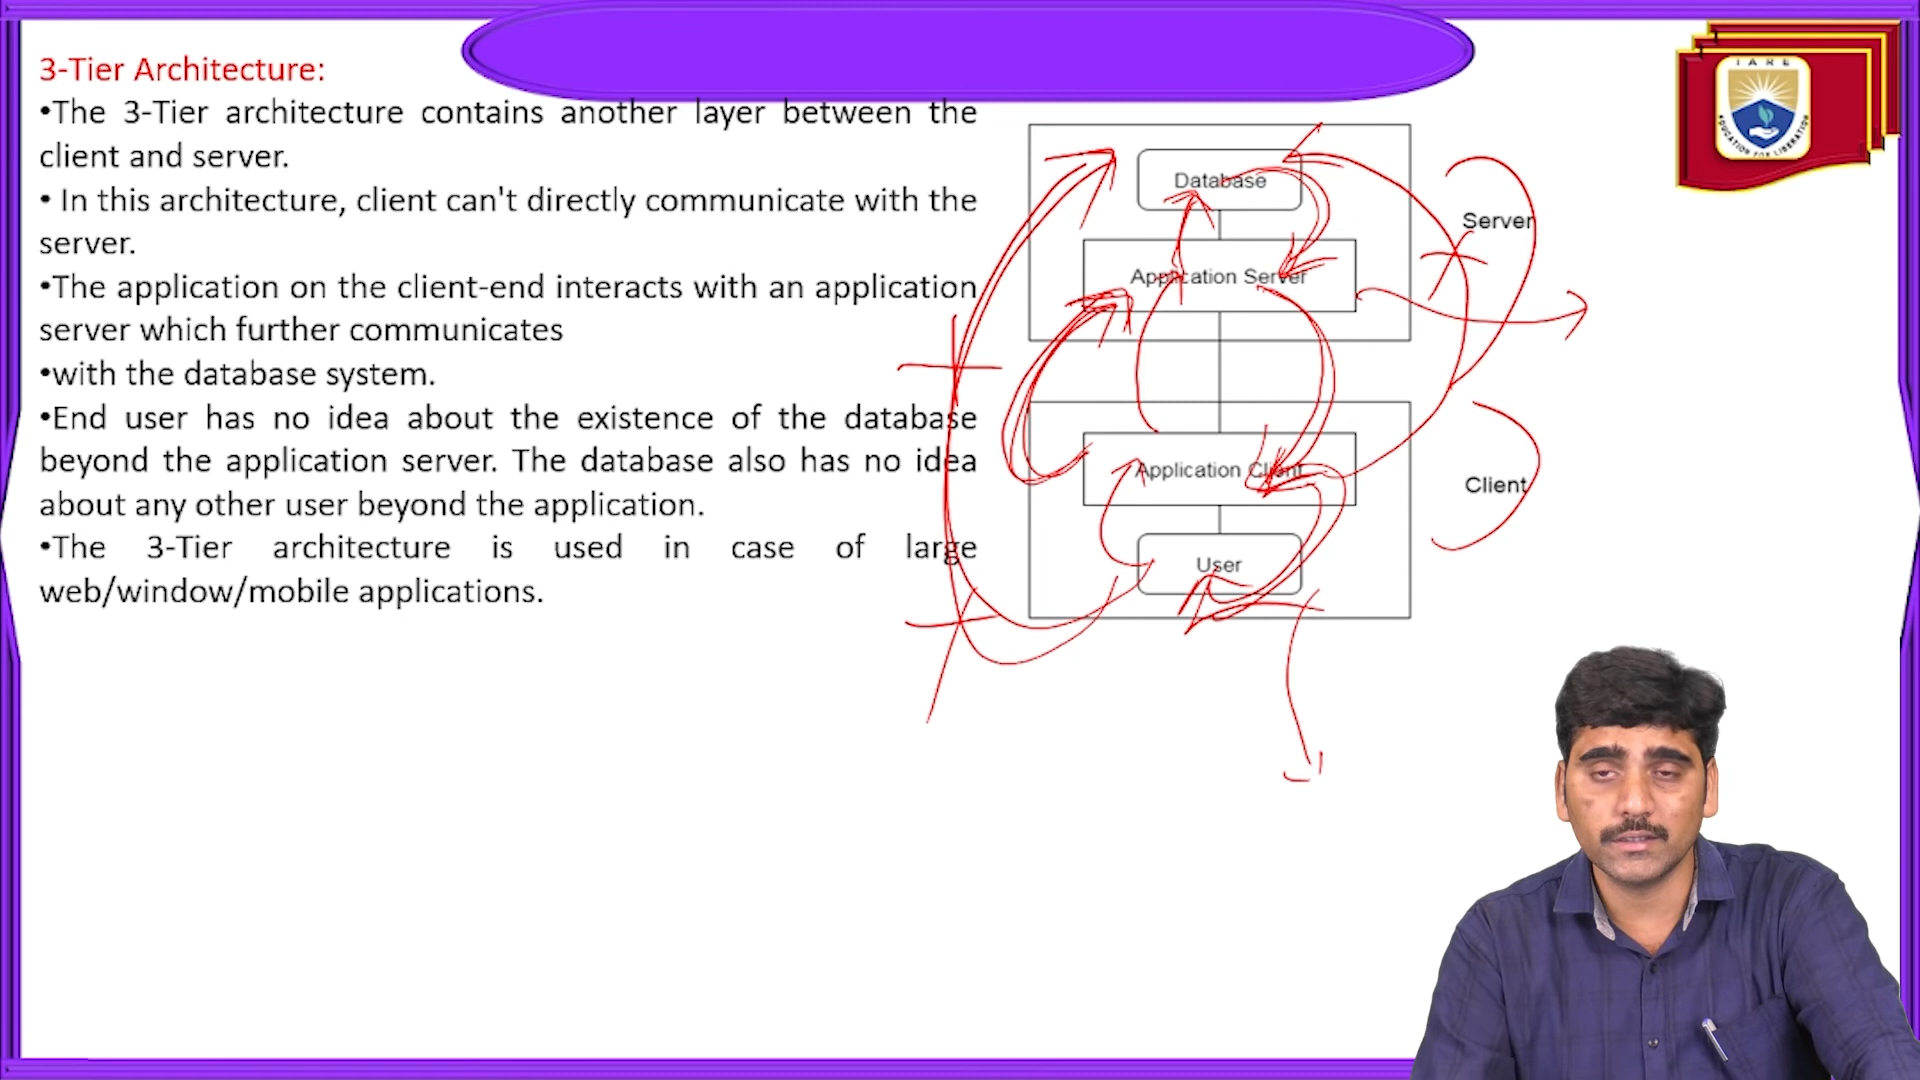 3-Tier Architecture:
•The 3-Tier architecture contains another layer between the
client and server.
• In this architecture, client can't directly communicate with the
server.
•The application on the client-end interacts with an application
server which further communicates
•with the database system.
•End user has no idea about the existence of the database
beyond the application server. The database also has no idea
about any other user beyond the application.
•The 3-Tier architecture is used in case of large
web/window/mobile applications.
Database
Application Server
Server
Application Client
Client
User
IARE
EDUCATION FOR LIBERATION